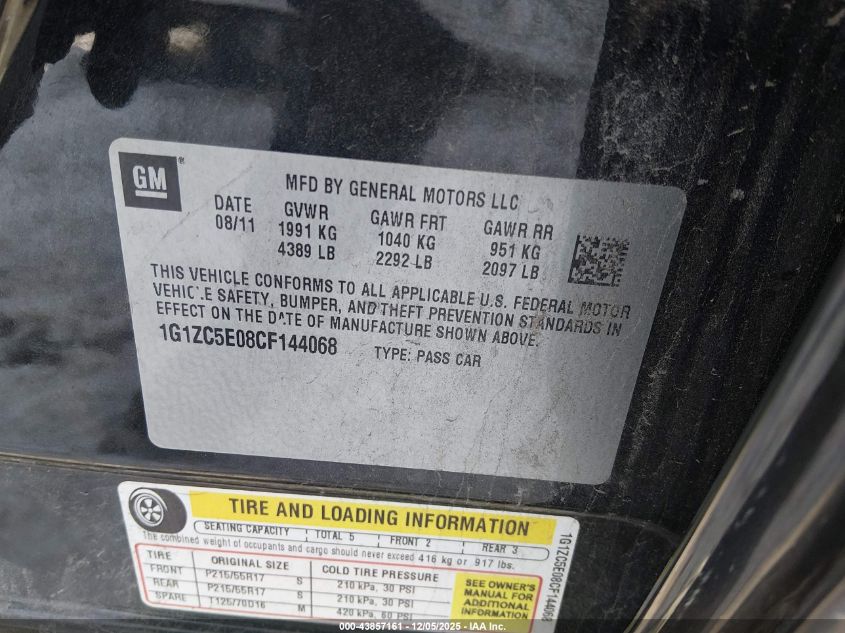 GM®
MFD BY GENERAL MOTORS LLC
DATE GVWR GAWR FRT GAWR RR
08/11 1991 KG 1040 KG 951 KG
4389 LB 2292 LB 2097 LB
THIS VEHICLE CONFORMS TO ALL APPLICABLE U.S. FEDERAL MOTOR
VEHICLE SAFETY, BUMPER, AND THEFT PREVENTION STANDARDS IN
EFFECT ON THE DATE OF MANUFACTURE SHOWN ABOVE.
1G1ZC5E08CF144068 TYPE: PASS CAR
TIRE AND LOADING INFORMATION
SEATING CAPACITY TOTAL 5 FRONT 2 REAR 3
The combined weight of occupants and cargo should never exceed 416 kg or 917 lbs.
TIRE ORIGINAL SIZE COLD TIRE PRESSURE
FRONT P215/55R17 S 210 kPa, 30 PSI
REAR P215/55R17 S 210 kPa, 30 PSI
SPARE T125/70D16 M 420 kPa, 60 PSI
SEE OWNER'S
MANUAL FOR
ADDITIONAL
INFORMATION
1G1ZC5E08CF144068
000-43857161 - 12/05/2025 - IAA Inc.